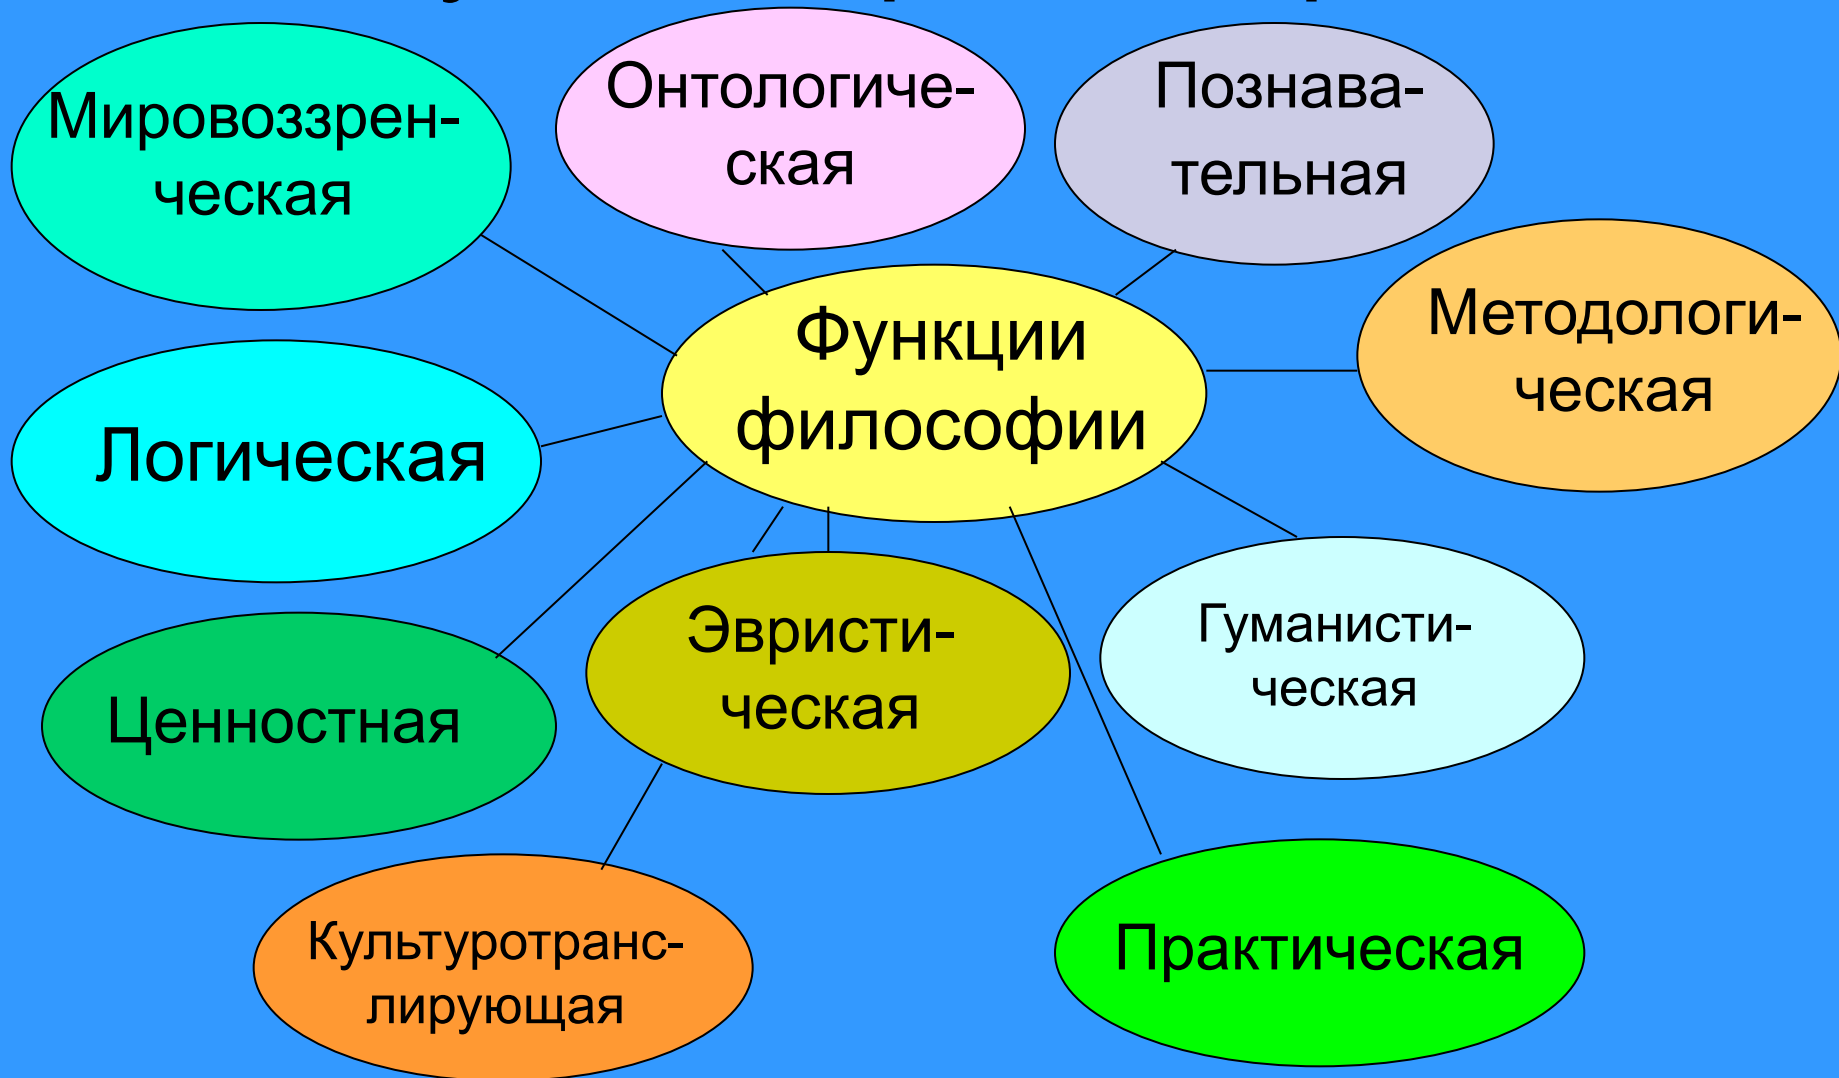 Мировоззрен-
ческая
Онтологиче-
ская
Познава-
тельная
Методологи-
ческая
Функции
философии
Логическая
Ценностная
Эвристи-
ческая
Гуманисти-
ческая
Культуротранс-
лирующая
Практическая